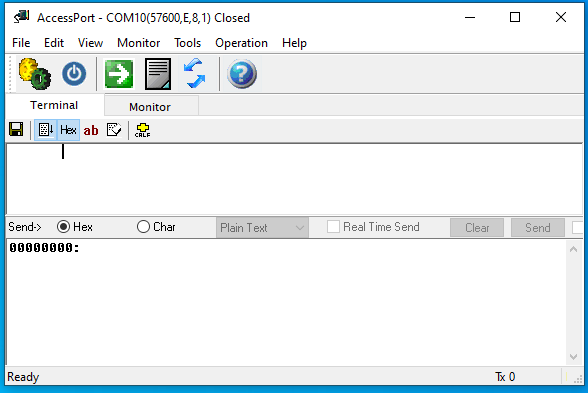 AccessPort - COM10(57600,E,8,1) Closed
File Edit View Monitor Tools Operation Help
Terminal Monitor
Hex ab CRLF
Send-> Hex Char Plain Text Real Time Send Clear Send
00000000:
Ready Tx 0